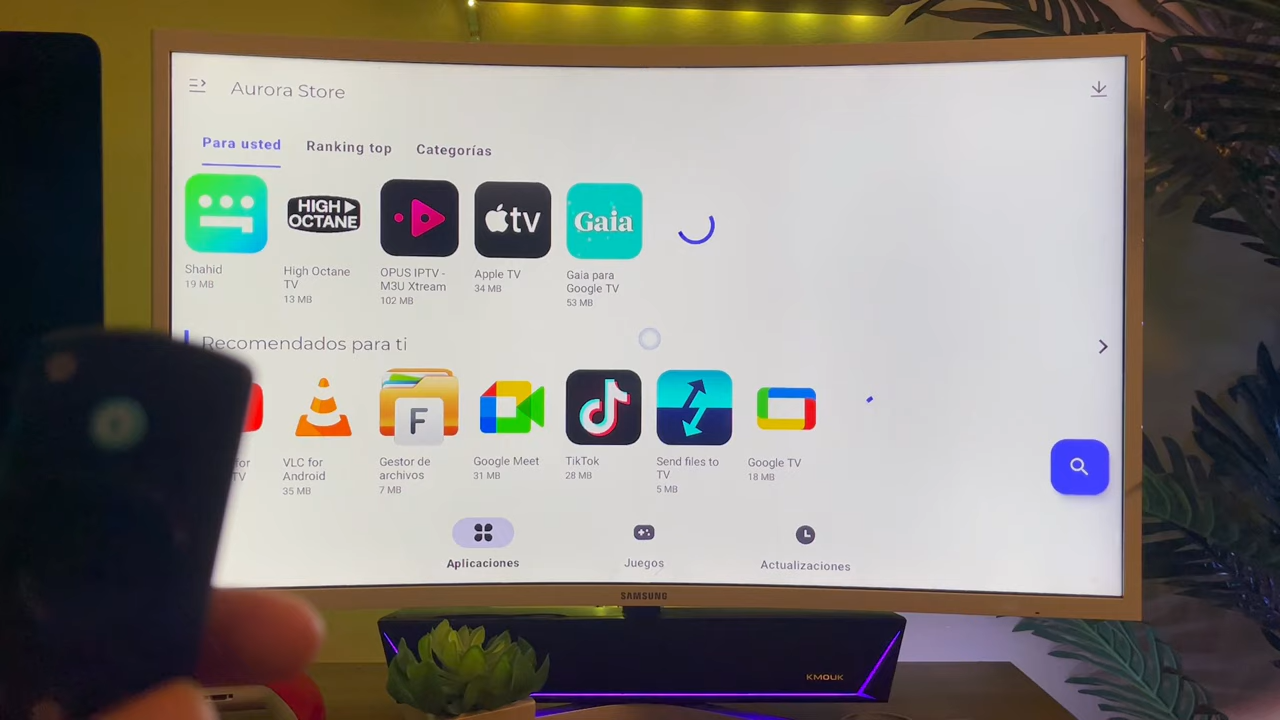 Aurora Store
Para usted
Ranking top
Categorías
HIGH
OCTANE
tv
Gaia
Shahid
19 MB
High Octane
TV
13 MB
OPUS IPTV -
M3U Xtream
102 MB
Apple TV
34 MB
Gaia para
Google TV
53 MB
Recomendados para ti
F
or
TV
VLC for
Android
35 MB
Gestor de
archivos
7 MB
Google Meet
31 MB
TikTok
28 MB
Send files to
TV
5 MB
Google TV
18 MB
Aplicaciones
Juegos
Actualizaciones
SAMSUNG
KMOUK